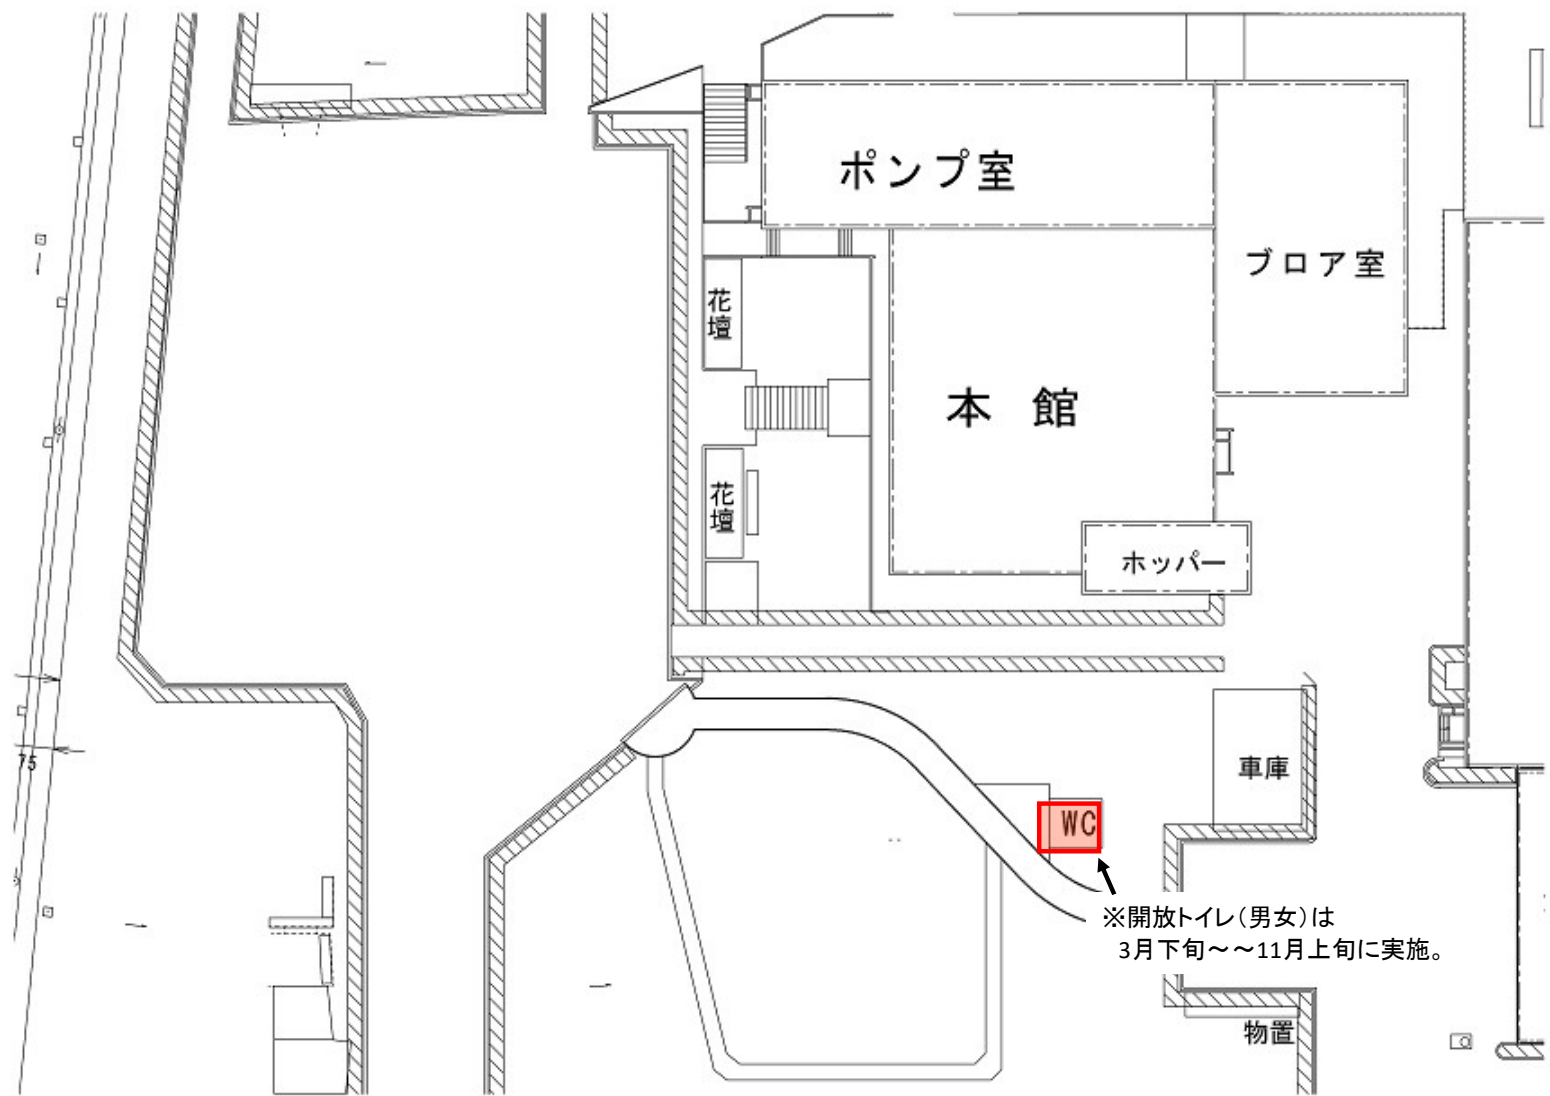 ポンプ室
ブロア室
花壇
本館
花壇
ホッパー
75
車庫
WC
※開放トイレ(男女)は
3月下旬~~11月上旬に実施。
物置